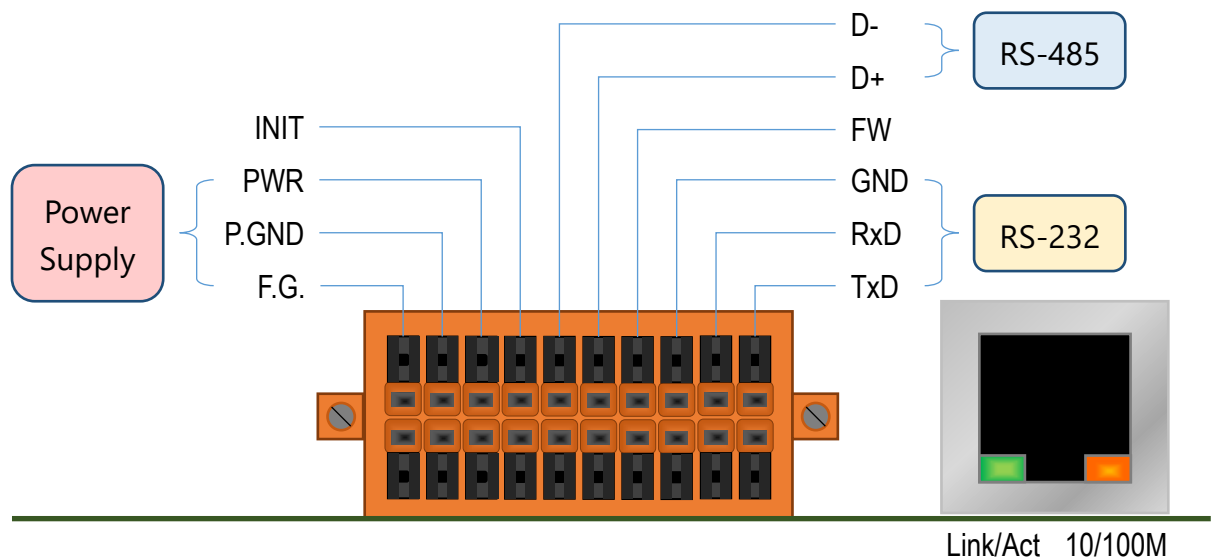 D-
D+
RS-485
INIT
FW
PWR
GND
Power
Supply
P.GND
RxD
RS-232
F.G.
TxD
Link/Act 10/100M